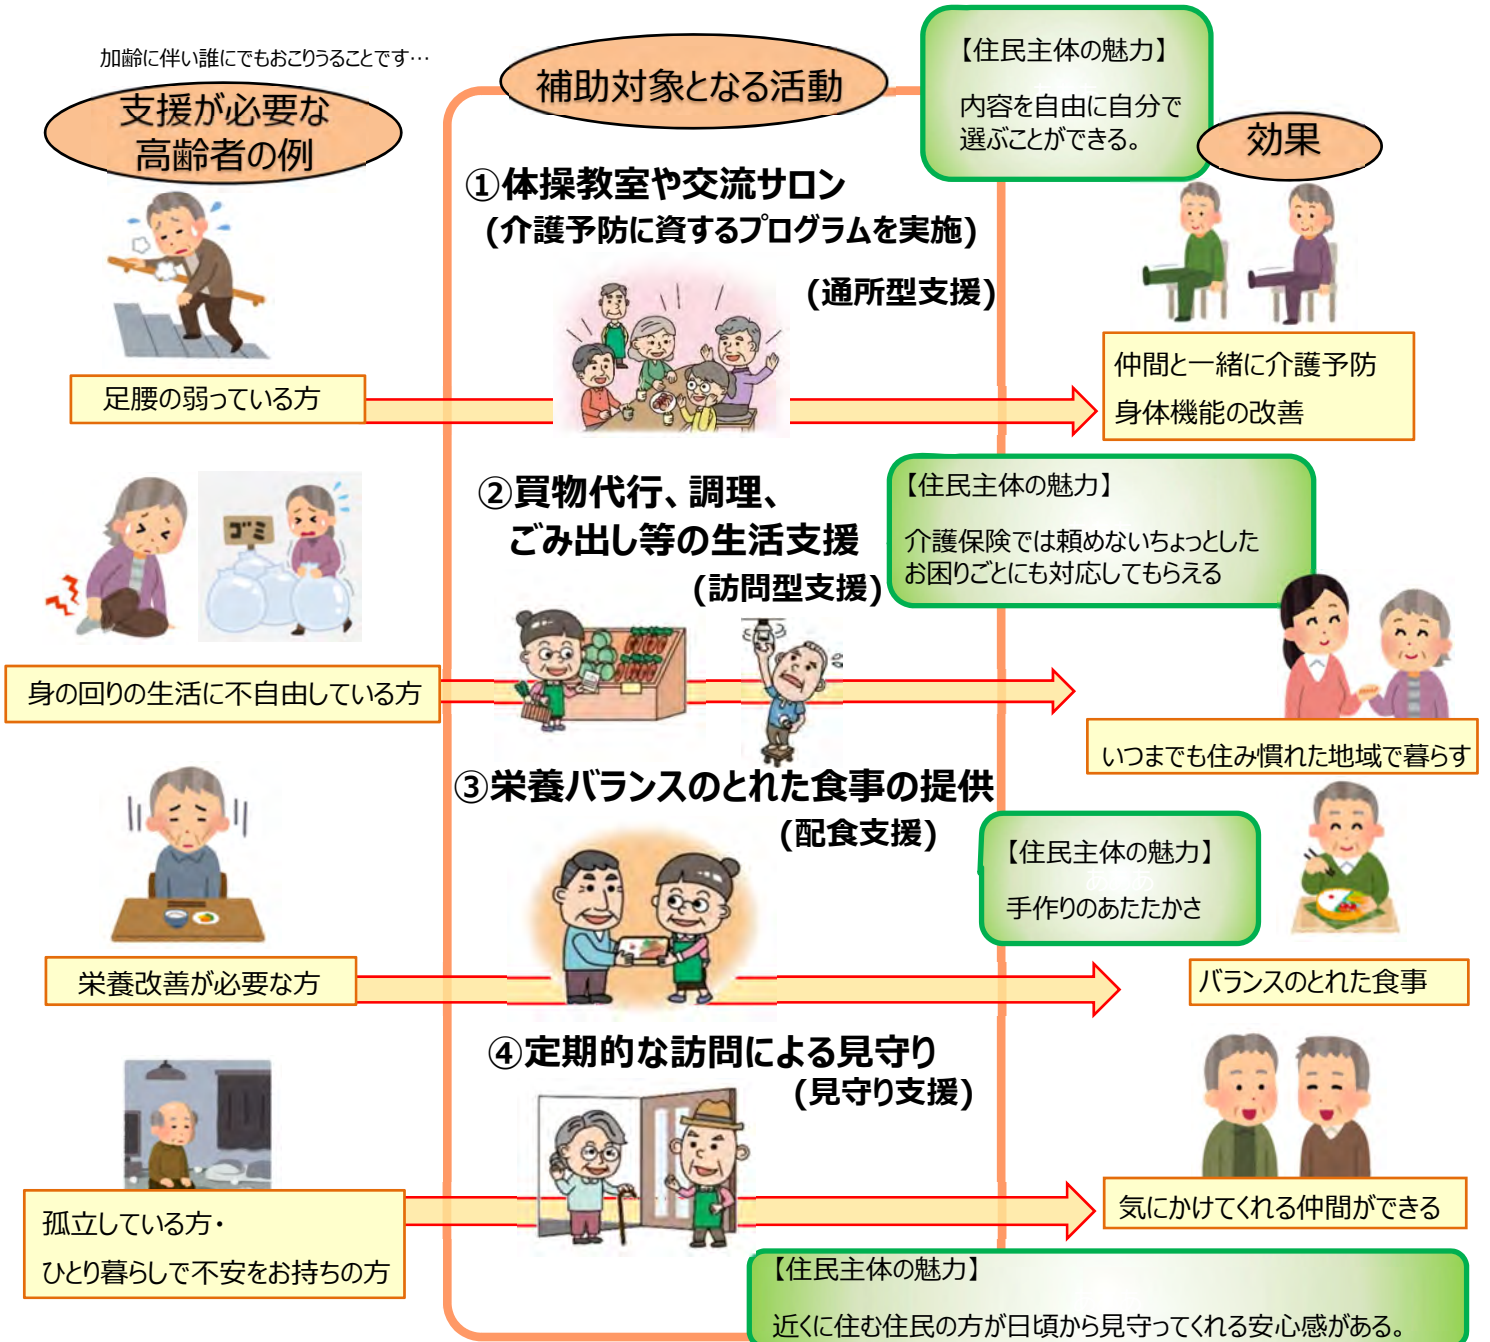 加齢に伴い誰にでもおこりうることです…
支援が必要な
高齢者の例
補助対象となる活動
【住民主体の魅力】
内容を自由に自分で
選ぶことができる。
効果
①体操教室や交流サロン
(介護予防に資するプログラムを実施)
(通所型支援)
足腰の弱っている方
仲間と一緒に介護予防
身体機能の改善
②買物代行、調理、
ごみ出し等の生活支援
(訪問型支援)
【住民主体の魅力】
介護保険では頼めないちょっとした
お困りごとにも対応してもらえる
ゴミ
身の回りの生活に不自由している方
いつまでも住み慣れた地域で暮らす
③栄養バランスのとれた食事の提供
(配食支援)
【住民主体の魅力】
ああああ
手作りのあたたかさ
栄養改善が必要な方
バランスのとれた食事
④定期的な訪問による見守り
(見守り支援)
孤立している方・
ひとり暮らしで不安をお持ちの方
気にかけてくれる仲間ができる
【住民主体の魅力】
近くに住む住民の方が日頃から見守ってくれる安心感がある。